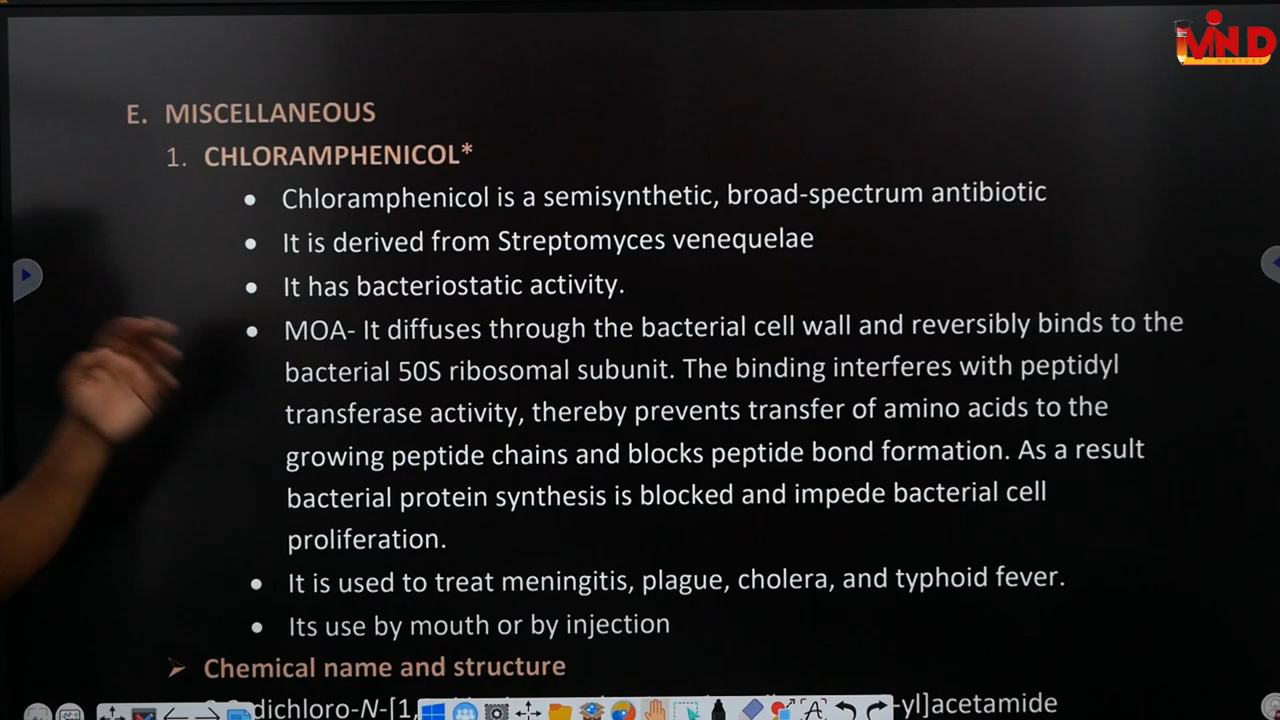 iMIND
NURTURE
E. MISCELLANEOUS
1. CHLORAMPHENICOL*
• Chloramphenicol is a semisynthetic, broad-spectrum antibiotic
• It is derived from Streptomyces venequelae
• It has bacteriostatic activity.
• MOA- It diffuses through the bacterial cell wall and reversibly binds to the
bacterial 50S ribosomal subunit. The binding interferes with peptidyl
transferase activity, thereby prevents transfer of amino acids to the
growing peptide chains and blocks peptide bond formation. As a result
bacterial protein synthesis is blocked and impede bacterial cell
proliferation.
• It is used to treat meningitis, plague, cholera, and typhoid fever.
• Its use by mouth or by injection
➢ Chemical name and structure
dichloro-N-[1, -yl]acetamide